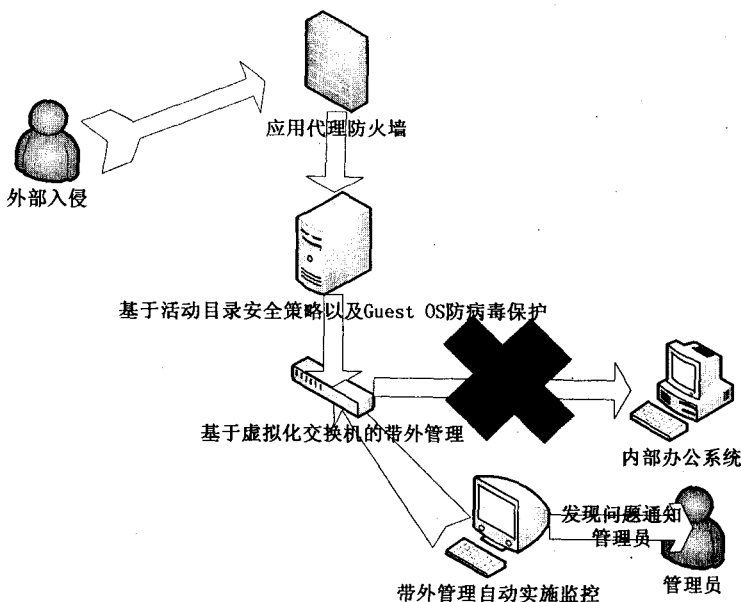 应用代理防火墙
外部入侵
基于活动目录安全策略以及Guest OS防病毒保护
基于虚拟化交换机的带外管理
内部办公系统
发现问题通知
管理员
管理员
带外管理自动实施监控